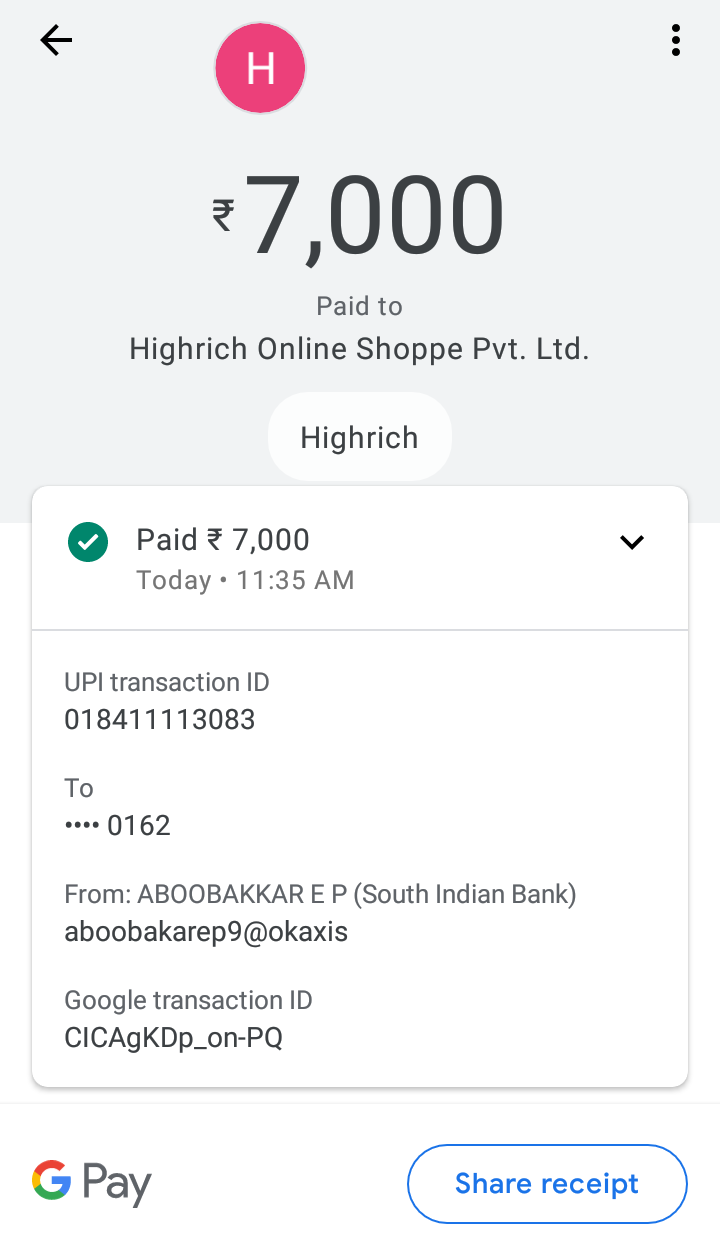 H
₹7,000
Paid to
Highrich Online Shoppe Pvt. Ltd.
Highrich
Paid ₹ 7,000
Today • 11:35 AM
UPI transaction ID
018411113083
To
•••• 0162
From: ABOOBAKKAR E P (South Indian Bank)
aboobakarep9@okaxis
Google transaction ID
CICAgKDp_on-PQ
G Pay
Share receipt